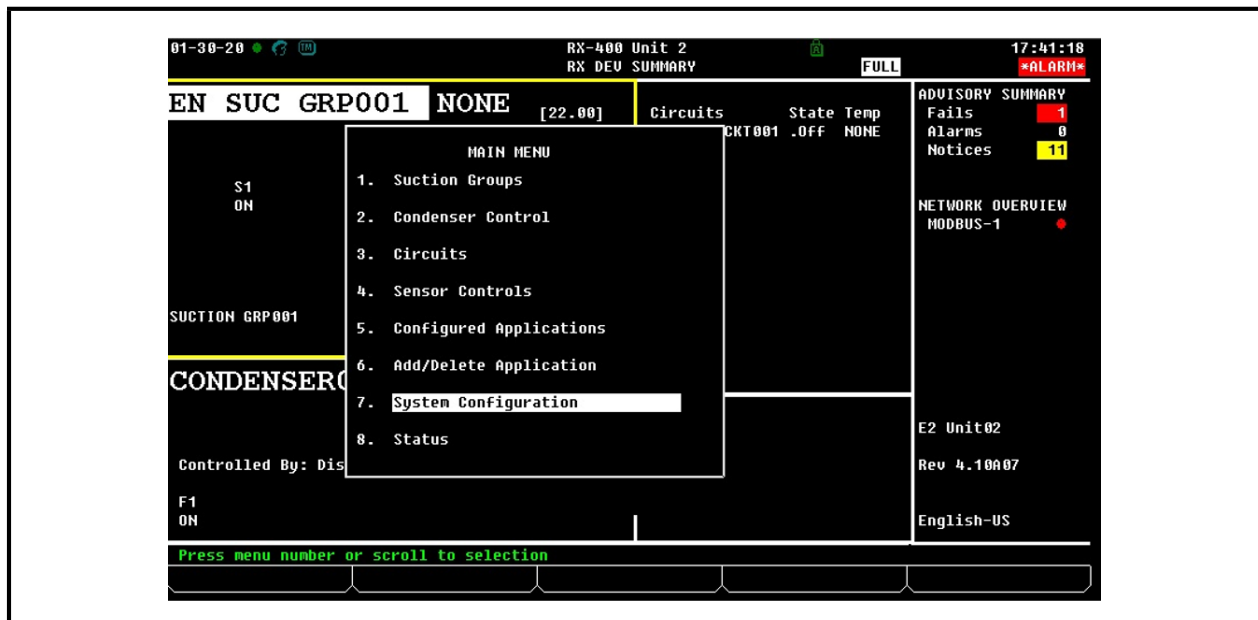 01-30-20 TM RX-400 Unit 2 A 17:41:18
RX DEV SUMMARY FULL *ALARM*
EN SUC GRP001 NONE [22.00]
Circuits State Temp
CKT001 .Off NONE
S1
ON
SUCTION GRP001
MAIN MENU
1. Suction Groups
2. Condenser Control
3. Circuits
4. Sensor Controls
5. Configured Applications
6. Add/Delete Application
7. System Configuration
8. Status
CONDENSER
Controlled By: Dis
F1
ON
ADVISORY SUMMARY
Fails 1
Alarms 0
Notices 11
NETWORK OVERVIEW
MODBUS-1
E2 Unit02
Rev 4.10A07
English-US
Press menu number or scroll to selection